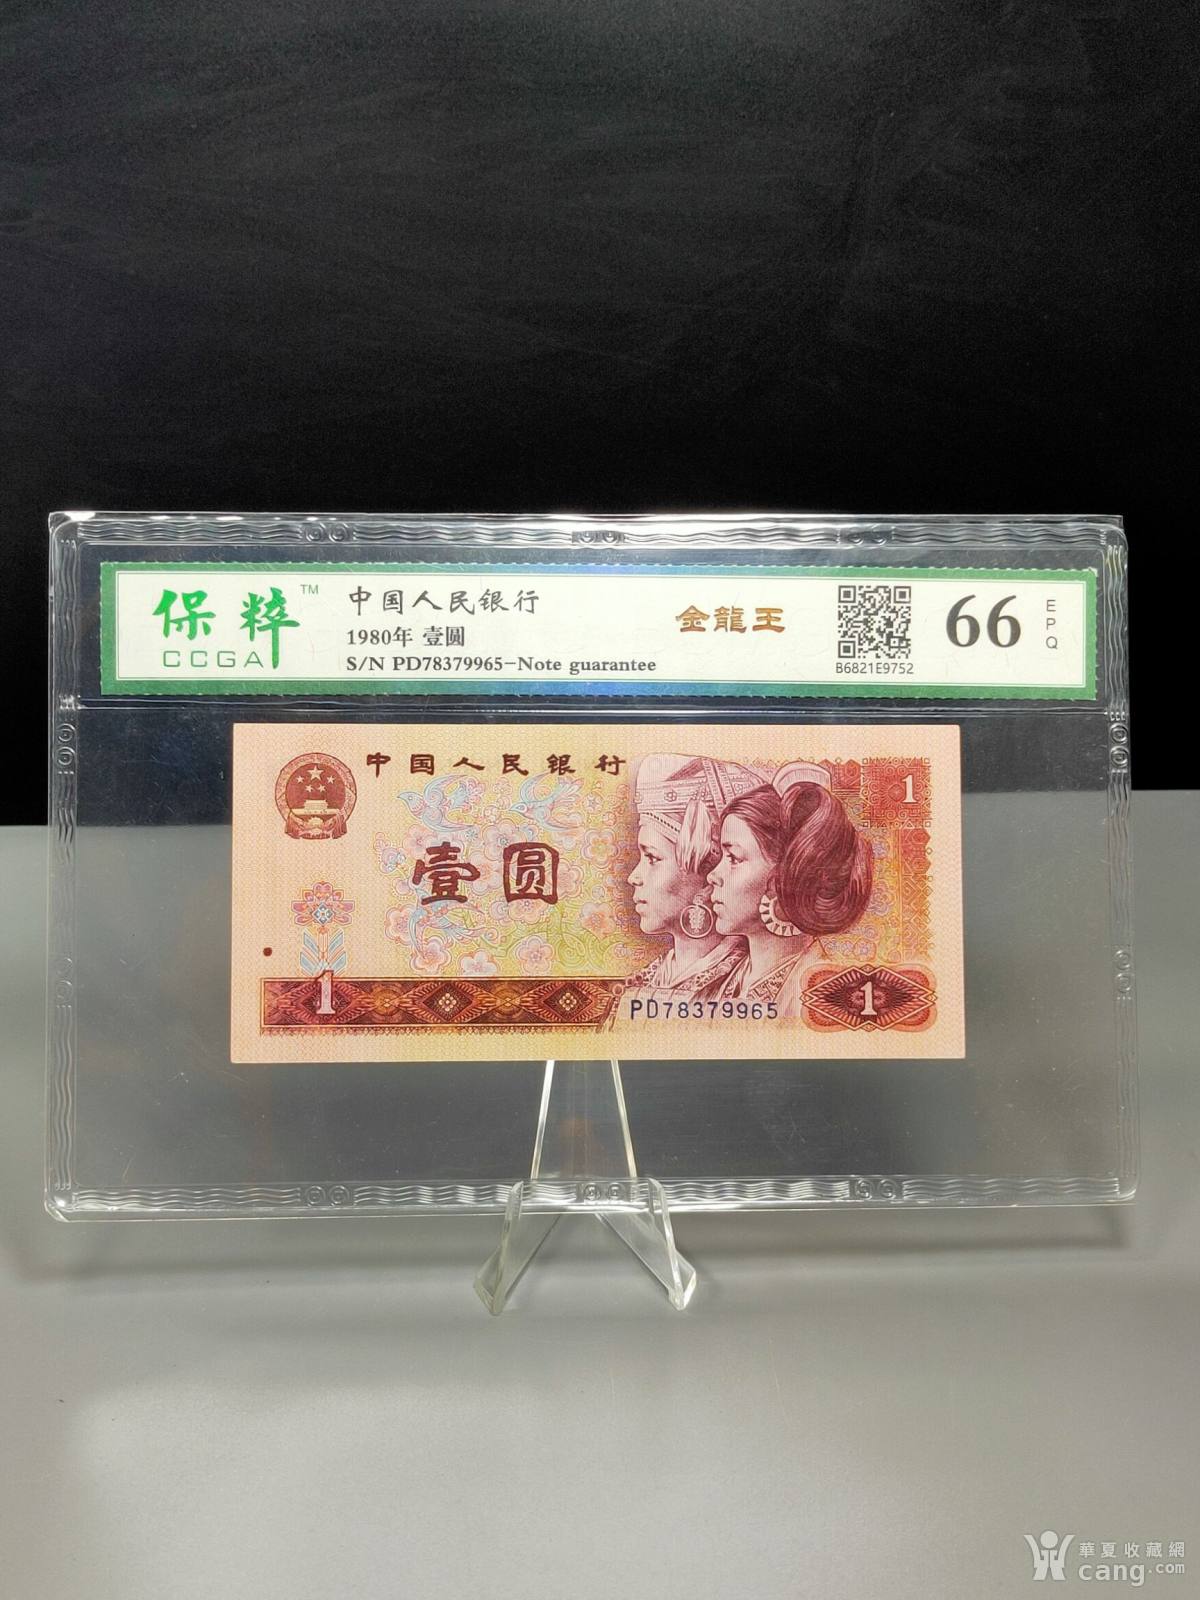 保粹™
CCGA
中国人民银行
1980年 壹圆
S/N PD78379965-Note guarantee
金龍王
B6821E9752
66
EPQ
中国人民银行
1
壹圆
1
PD78379965
1
華夏收藏網
cang.com